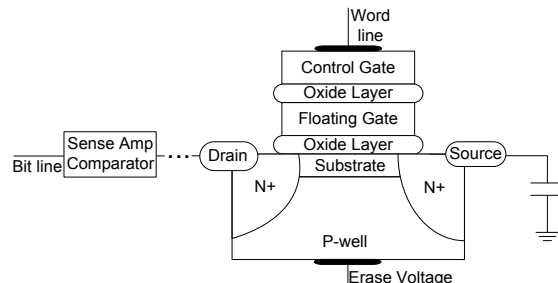 Word
line
Control Gate
Oxide Layer
Floating Gate
Oxide Layer
Sense Amp
Comparator
Bit line
Drain
Substrate
Source
N+
N+
P-well
Erase Voltage